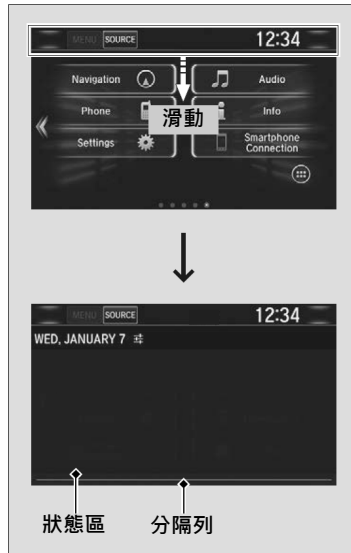 MENU SOURCE 12:34
Navigation Audio
Phone Info
滑動
Settings Smartphone Connection
MENU SOURCE 12:34
WED, JANUARY 7
狀態區 分隔列